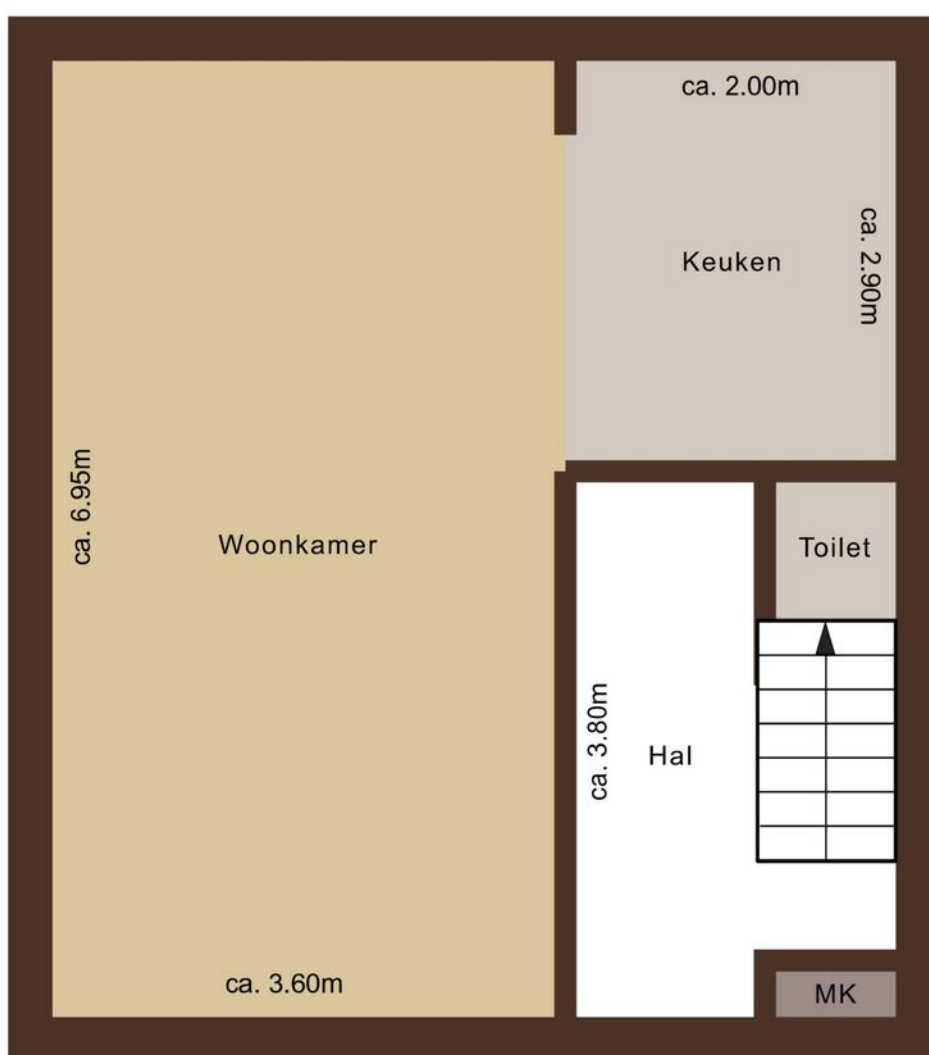 ca. 2.00m
Keuken
ca. 2.90m
ca. 6.95m
Woonkamer
Toilet
ca. 3.80m
Hal
ca. 3.60m
MK